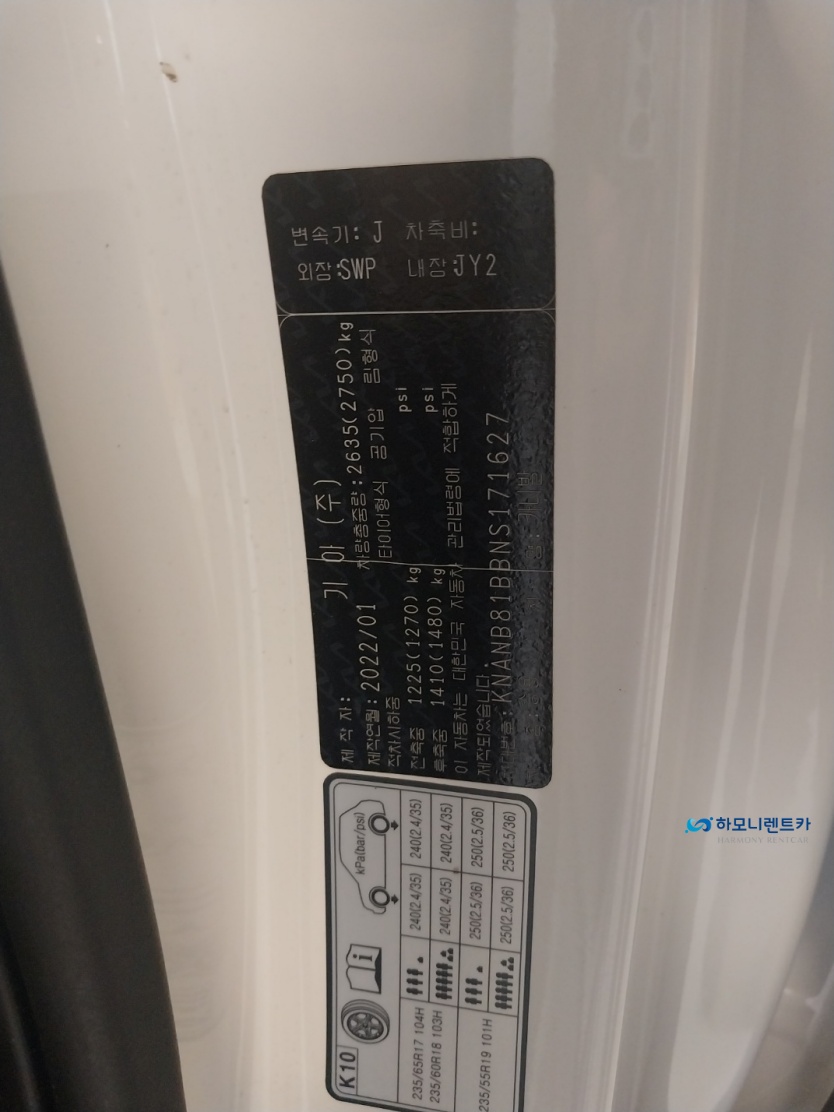 변속기: J 차축비:
외장:SWP 내장:JY2
제 작 자: 기 아 (주)
제작연월: 2022/01 차량총중량:2635(2750)kg
적차시하중 타이어형식 공기압 림형식
전축중 1225(1270) kg psi
후축중 1410(1480) kg psi
이 자동차는 대한민국 자동차 관리법령에 적합하게
제작되었습니다.
차대번호:KNANB81BBNS171627
K10
kPa(bar/psi)
235/65R17 104H 240(2.4/35) 240(2.4/35)
235/60R18 103H 240(2.4/35) 240(2.4/35)
235/55R19 101H 250(2.5/36) 250(2.5/36)
250(2.5/36) 250(2.5/36)
하모니렌트카
HARMONY RENTCAR